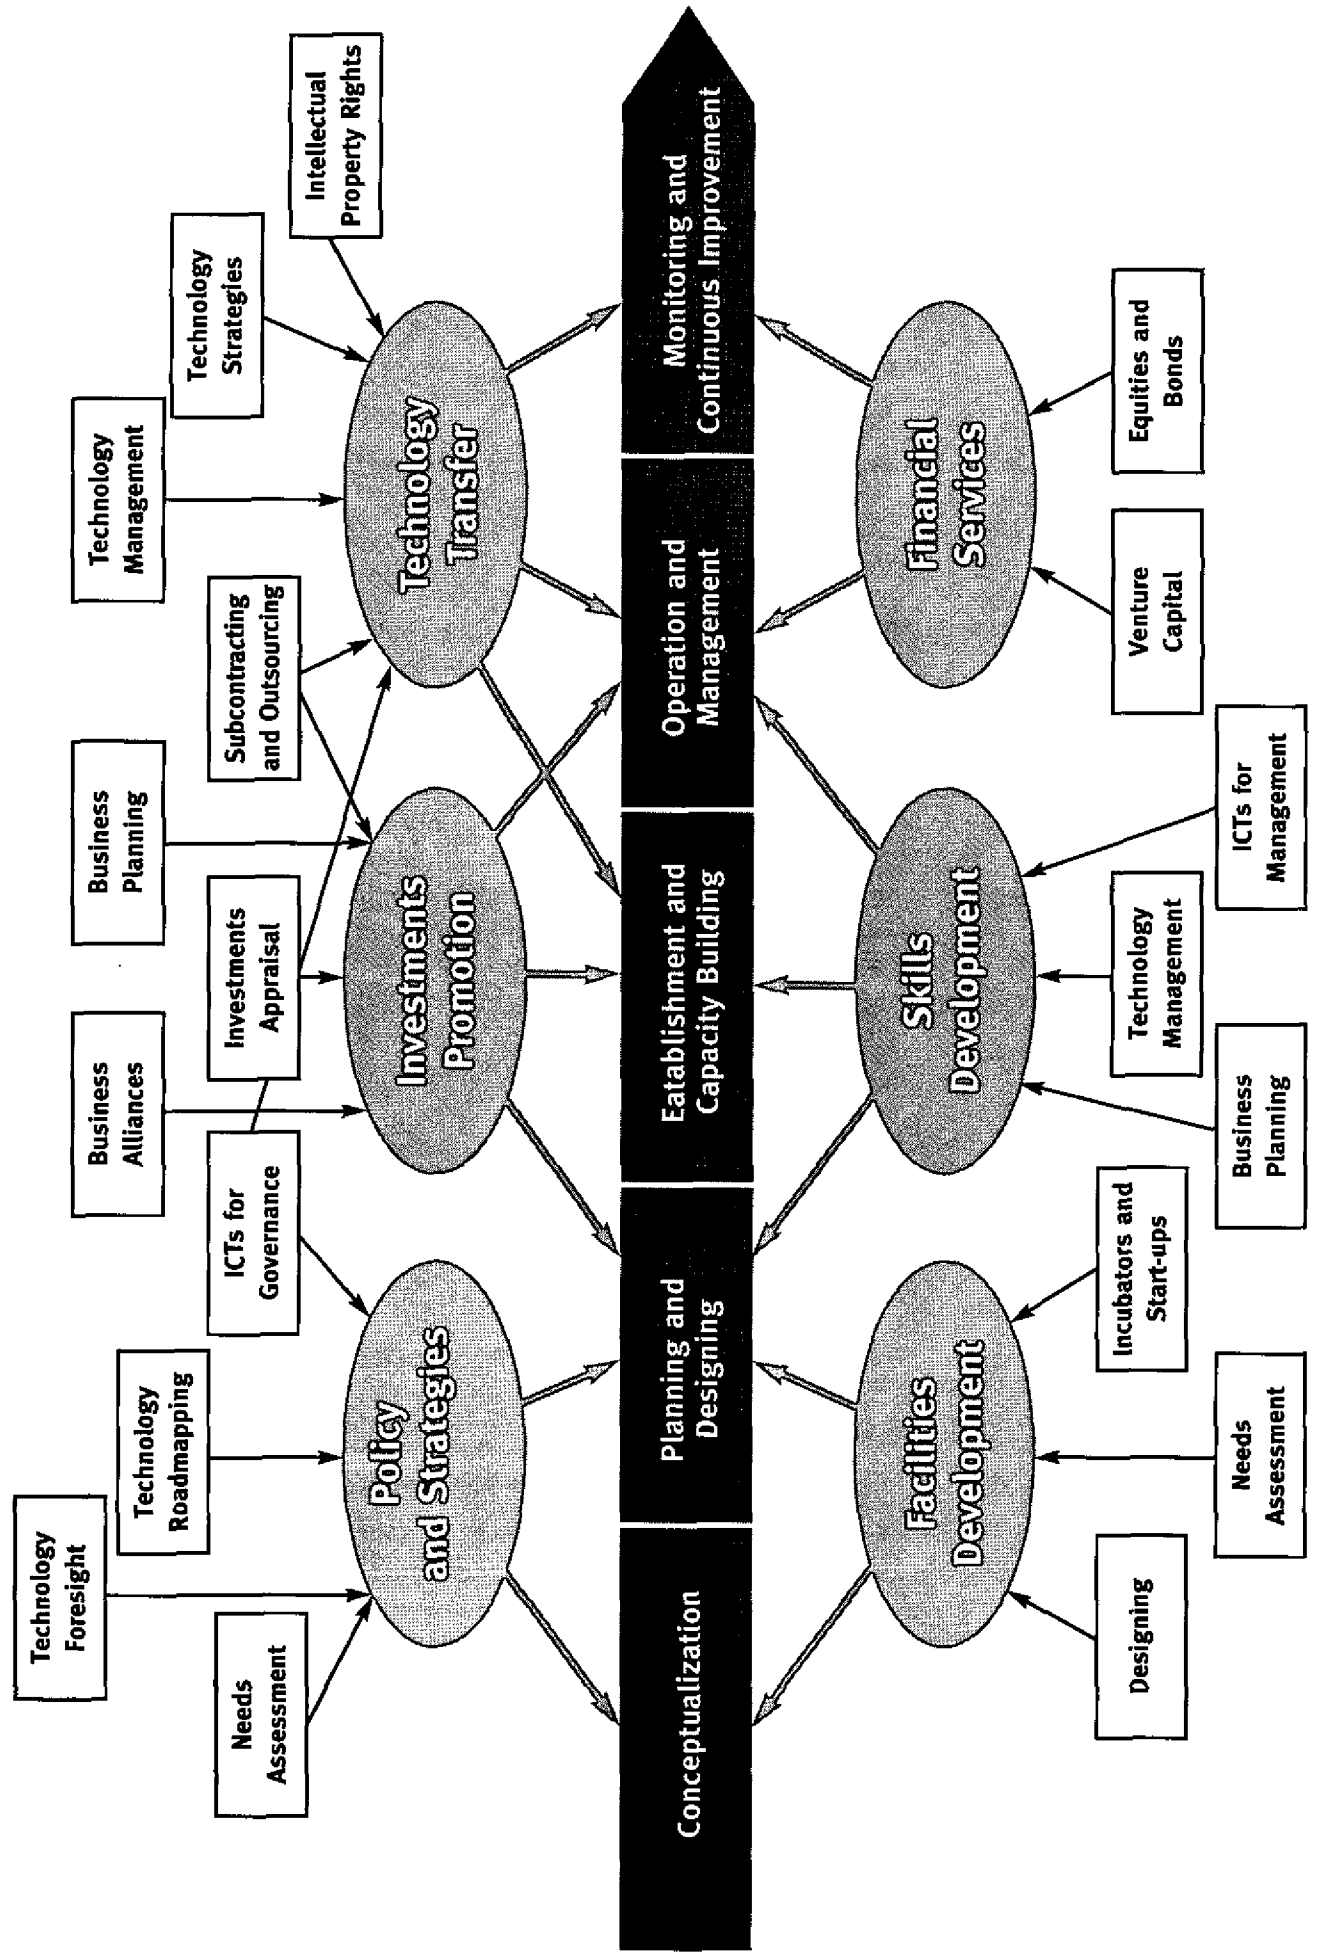 Technology
Foresight
Needs
Assessment
Technology
Roadmapping
ICTs for
Governance
Business
Alliances
Investments
Appraisal
Business
Planning
Subcontracting
and Outsourcing
Technology
Management
Technology
Strategies
Intellectual
Property Rights
Policy
and Strategies
Investments
Promotion
Technology
Transfer
Conceptualization
Planning and
Designing
Eatablishment and
Capacity Building
Operation and
Management
Monitoring and
Continuous Improvement
Facilities
Development
Skills
Development
Financial
Services
Designing
Needs
Assessment
Incubators and
Start-ups
Business
Planning
Technology
Management
ICTs for
Management
Venture
Capital
Equities and
Bonds